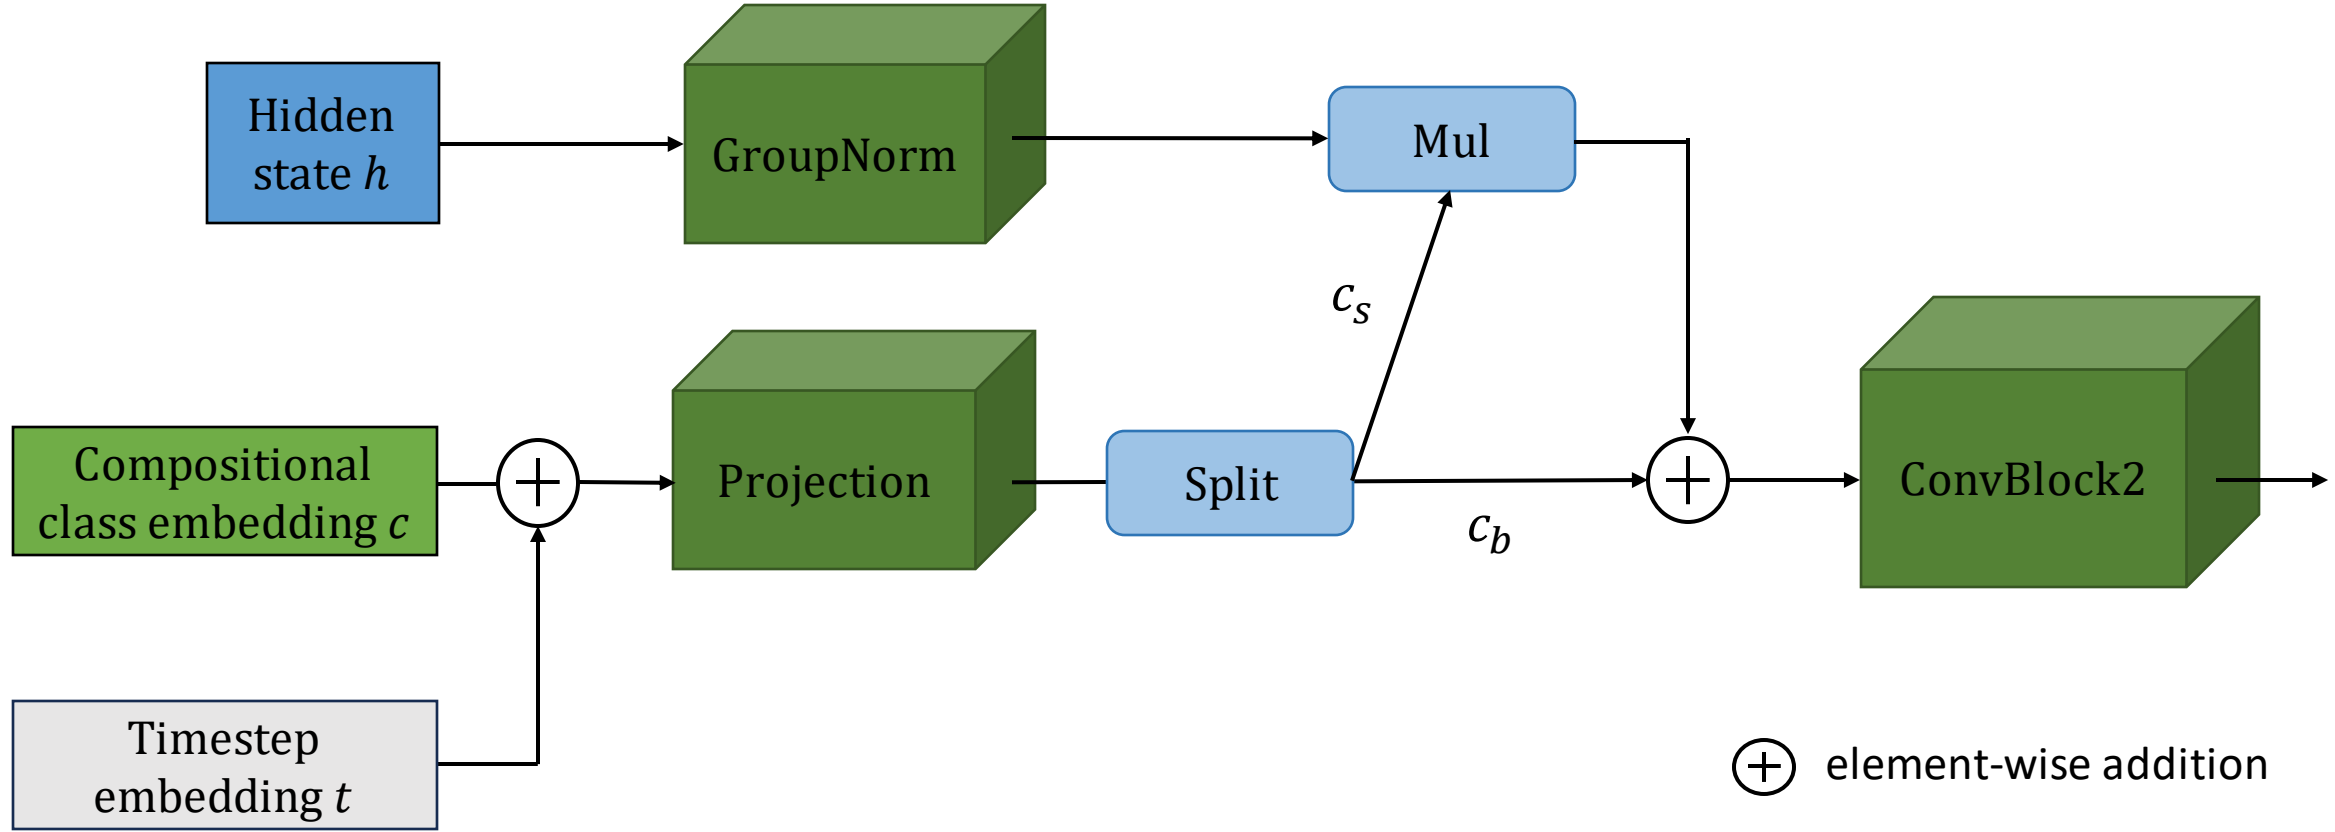 Hidden
state h
GroupNorm
Mul
c_s
Compositional
class embedding c
Projection
Split
c_b
ConvBlock2
Timestep
embedding t
element-wise addition